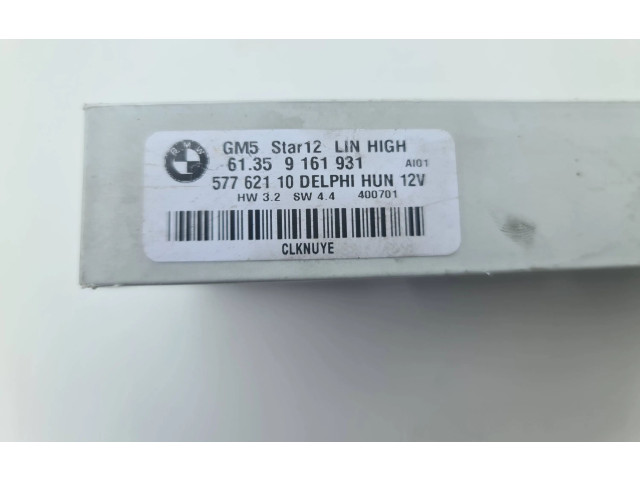 BMW
GM5 Star12 LIN HIGH
61.35 9 161 931 AI01
577 621 10 DELPHI HUN 12V
HW 3.2 SW 4.4 400701
CLKNUYE